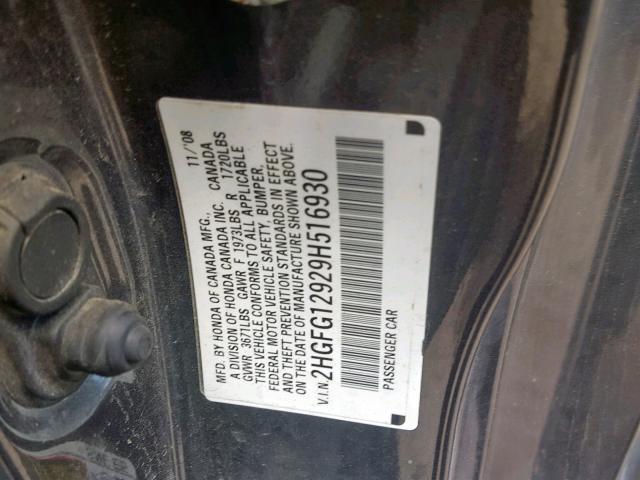 MFD. BY HONDA OF CANADA MFG., 11/'08
A DIVISION OF HONDA CANADA INC. CANADA
GVWR 3671LBS GAWR F 1973LBS R 1720LBS
THIS VEHICLE CONFORMS TO ALL APPLICABLE
FEDERAL MOTOR VEHICLE SAFETY, BUMPER,
AND THEFT PREVENTION STANDARDS IN EFFECT
ON THE DATE OF MANUFACTURE SHOWN ABOVE.
V.I.N. 2HGFG12929H516930
PASSENGER CAR